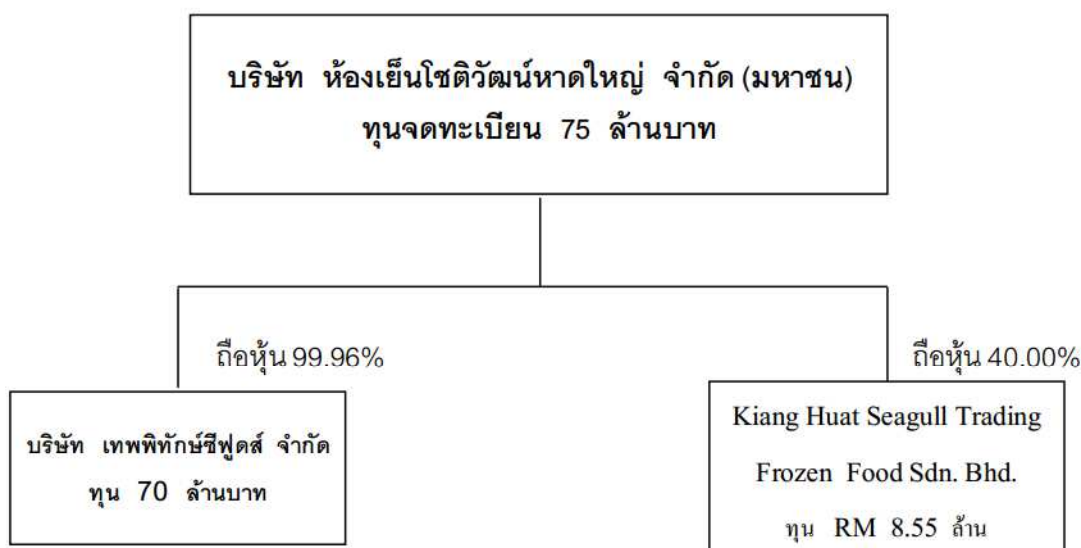 บริษัท ห้องเย็นโชติวัฒน์หาดใหญ่ จำกัด (มหาชน)
ทุนจดทะเบียน 75 ล้านบาท
ถือหุ้น 99.96%
ถือหุ้น 40.00%
บริษัท เทพพิทักษ์ซีฟูดส์ จำกัด
ทุน 70 ล้านบาท
Kiang Huat Seagull Trading
Frozen Food Sdn. Bhd.
ทุน RM 8.55 ล้าน